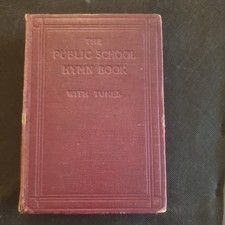 THE
PUBLIC SCHOOL
HYMN BOOK
WITH TUNES